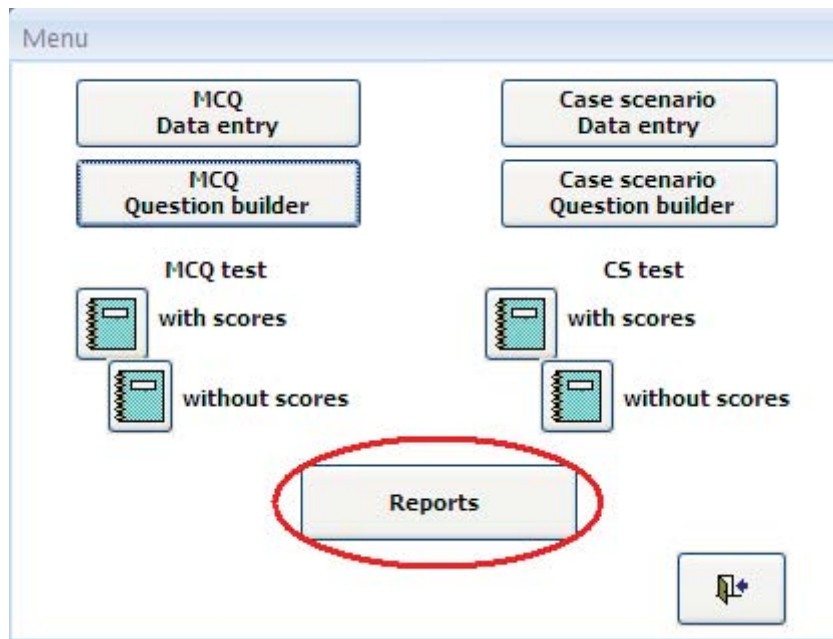 Menu
MCQ
Data entry
Case scenario
Data entry
MCQ
Question builder
Case scenario
Question builder
MCQ test
CS test
with scores
with scores
without scores
without scores
Reports